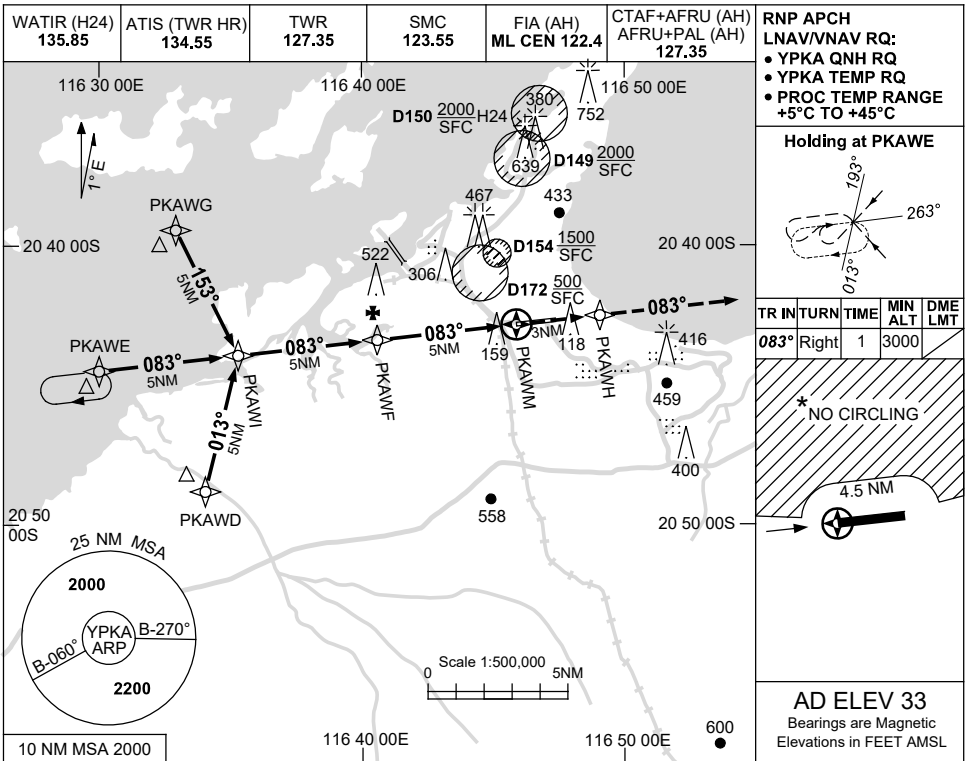 WATIR (H24)
135.85
ATIS (TWR HR)
134.55
TWR
127.35
SMC
123.55
FIA (AH)
ML CEN 122.4
CTAF+AFRU (AH)
AFRU+PAL (AH)
127.35
RNP APCH
LNAV/VNAV RQ:
• YPKA QNH RQ
• YPKA TEMP RQ
• PROC TEMP RANGE
+5°C TO +45°C
116 30 00E
116 40 00E
116 50 00E
1° E
380
752
D150 2000
SFC H24
639
D149 2000
SFC
467
433
PKAWG
20 40 00S
20 40 00S
522
306
D154 1500
SFC
D172 500
SFC
153°
5NM
PKAWE
083°
5NM
PKAWI
083°
5NM
PKAWF
083°
5NM
159
PKAWM
3NM
118
PKAWH
083°
416
459
400
013°
5NM
PKAWD
558
20 50
00S
20 50 00S
25 NM MSA
2000
YPKA
ARP
B-270°
B-060°
2200
10 NM MSA 2000
Scale 1:500,000
0
5NM
116 40 00E
116 50 00E
600
Holding at PKAWE
193°
263°
013°
TR IN
TURN
TIME
MIN
ALT
DME
LMT
083°
Right
1
3000
* NO CIRCLING
4.5 NM
AD ELEV 33
Bearings are Magnetic
Elevations in FEET AMSL